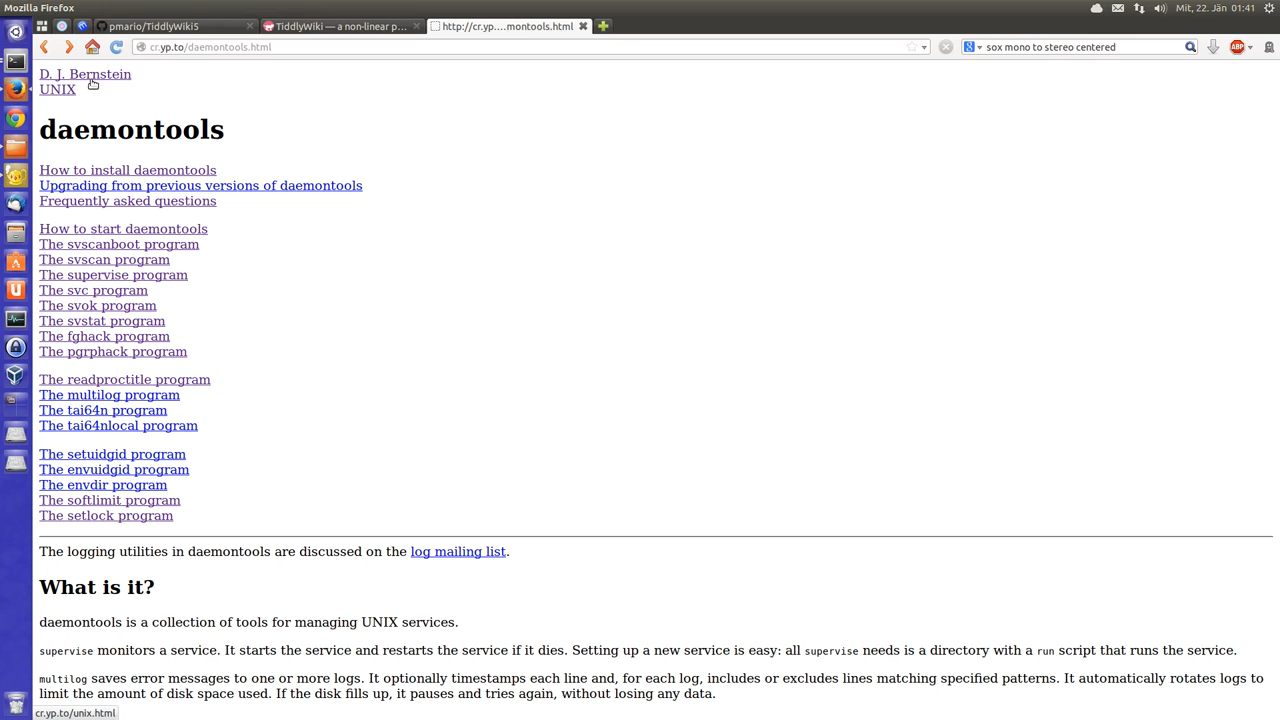 Mozilla Firefox
Mit, 22. Jän 01:41
pmario/TiddlyWiki5
TiddlyWiki — a non-linear p...
http://cr.yp....montools.html
cr.yp.to/daemontools.html
sox mono to stereo centered
ABP
D. J. Bernstein
UNIX
daemontools
How to install daemontools
Upgrading from previous versions of daemontools
Frequently asked questions
How to start daemontools
The svscanboot program
The svscan program
The supervise program
The svc program
The svok program
The svstat program
The fghack program
The pgrphack program
The readproctitle program
The multilog program
The tai64n program
The tai64nlocal program
The setuidgid program
The envuidgid program
The envdir program
The softlimit program
The setlock program
The logging utilities in daemontools are discussed on the log mailing list.
What is it?
daemontools is a collection of tools for managing UNIX services.
supervise monitors a service. It starts the service and restarts the service if it dies. Setting up a new service is easy: all supervise needs is a directory with a run script that runs the service.
multilog saves error messages to one or more logs. It optionally timestamps each line and, for each log, includes or excludes lines matching specified patterns. It automatically rotates logs to
limit the amount of disk space used. If the disk fills up, it pauses and tries again, without losing any data.
cr.yp.to/unix.html